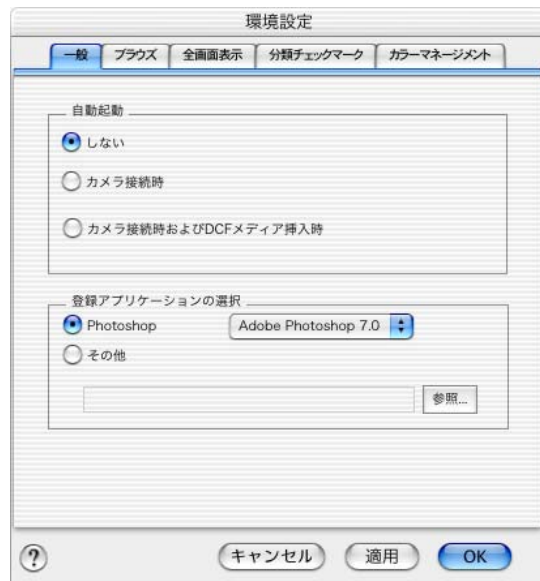 環境設定
一般 ブラウズ 全画面表示 分類チェックマーク カラーマネージメント
自動起動
しない
カメラ接続時
カメラ接続時およびDCFメディア挿入時
登録アプリケーションの選択
Photoshop Adobe Photoshop 7.0
その他
参照...
? キャンセル 適用 OK